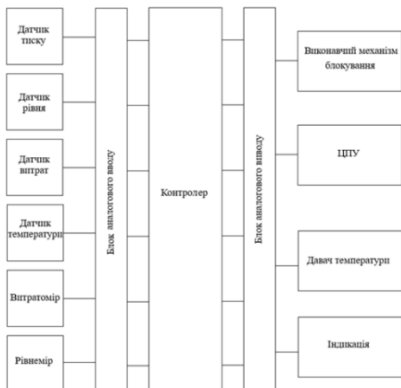 Датчик
тиску
Датчик
рівня
Датчик
витрат
Датчик
температури
Витратомір
Рівнемір
Блок аналогового вводу
Контролер
Блок аналогового виводу
Виконавчий механізм
блокування
ЦПУ
Давач температури
Індикація